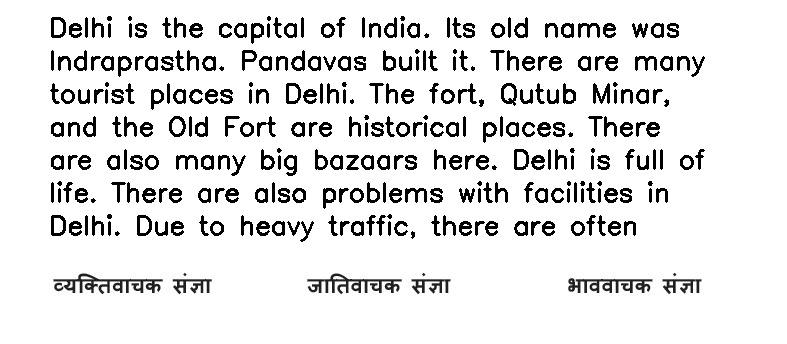 Delhi is the capital of India. Its old name was
Indraprastha. Pandavas built it. There are many
tourist places in Delhi. The fort, Qutub Minar,
and the Old Fort are historical places. There
are also many big bazaars here. Delhi is full of
life. There are also problems with facilities in
Delhi. Due to heavy traffic, there are often
व्यक्तिवाचक संज्ञा जातिवाचक संज्ञा भाववाचक संज्ञा